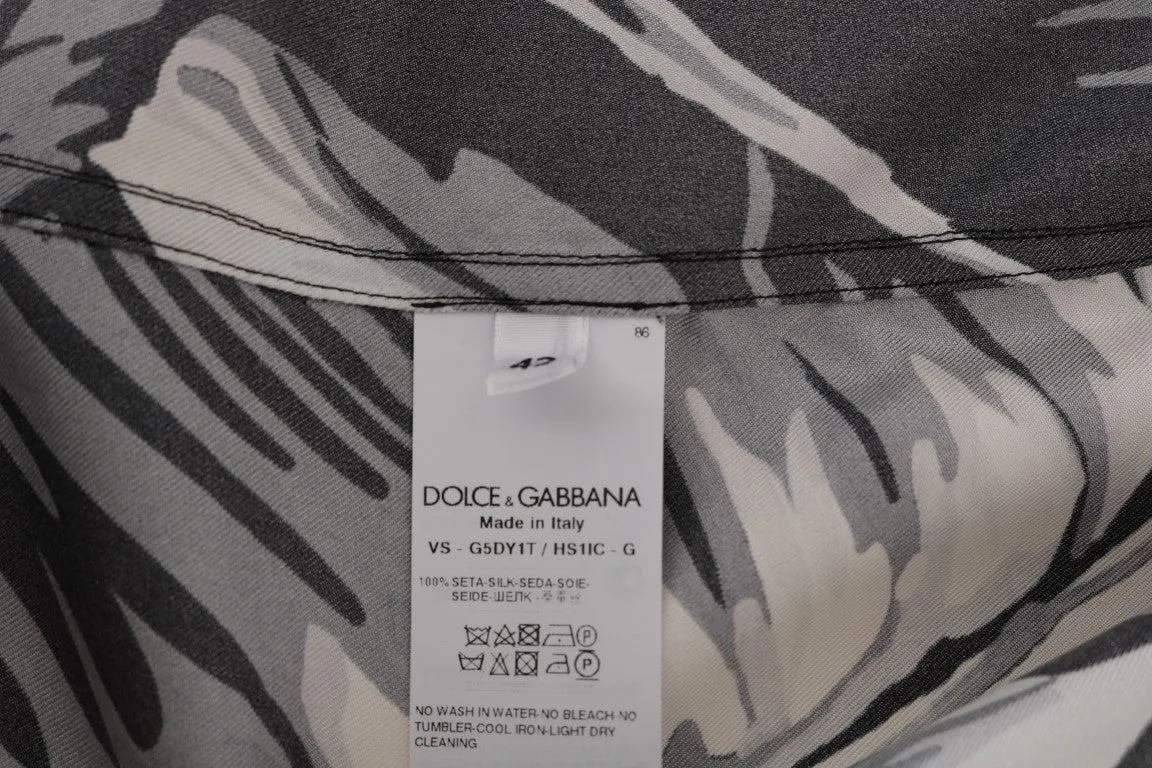 86
42
DOLCE & GABBANA
Made in Italy
VS - G5DY1T / HS1IC - G
100% SETA-SILK-SEDA-SOIE-
SEIDE-ШЕЛК -
P
P
NO WASH IN WATER-NO BLEACH-NO
TUMBLER-COOL IRON-LIGHT DRY
CLEANING